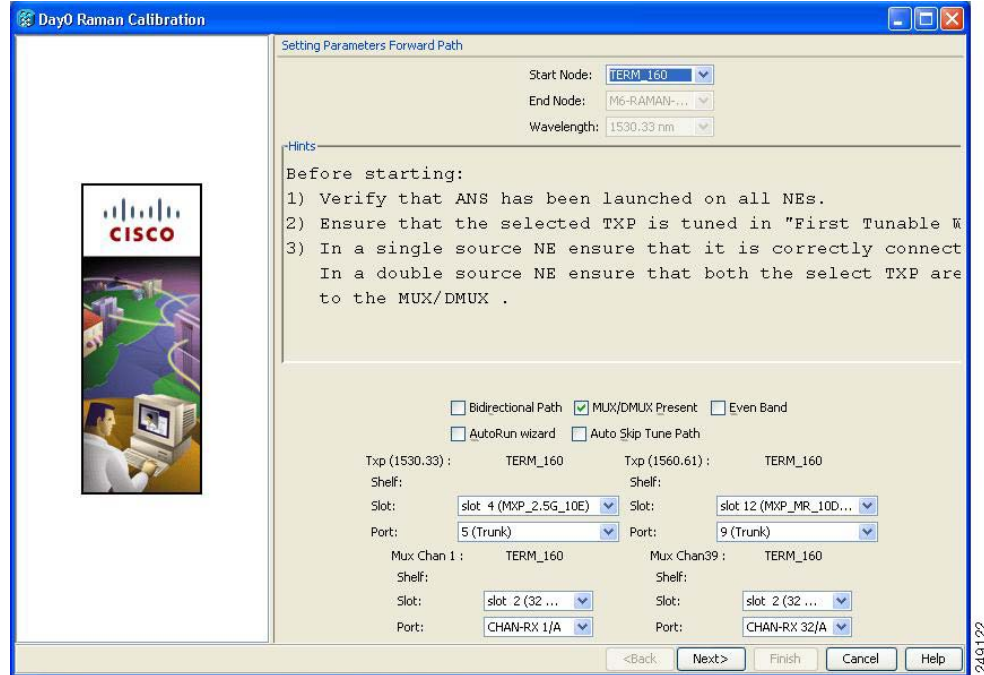 Day0 Raman Calibration
Setting Parameters Forward Path
Start Node: TERM_160
End Node: M6-RAMAN-...
Wavelength: 1530.33 nm
Hints
Before starting:
1) Verify that ANS has been launched on all NEs.
2) Ensure that the selected TXP is tuned in "First Tunable W
3) In a single source NE ensure that it is correctly connect
In a double source NE ensure that both the select TXP are
to the MUX/DMUX .
CISCO
Bidirectional Path MUX/DMUX Present Even Band
AutoRun wizard Auto Skip Tune Path
Txp (1530.33) : TERM_160 Txp (1560.61) : TERM_160
Shelf: Shelf:
Slot: slot 4 (MXP_2.5G_10E) Slot: slot 12 (MXP_MR_10D...
Port: 5 (Trunk) Port: 9 (Trunk)
Mux Chan 1 : TERM_160 Mux Chan39 : TERM_160
Shelf: Shelf:
Slot: slot 2 (32 ... Slot: slot 2 (32 ...
Port: CHAN-RX 1/A Port: CHAN-RX 32/A
<Back Next> Finish Cancel Help
249122